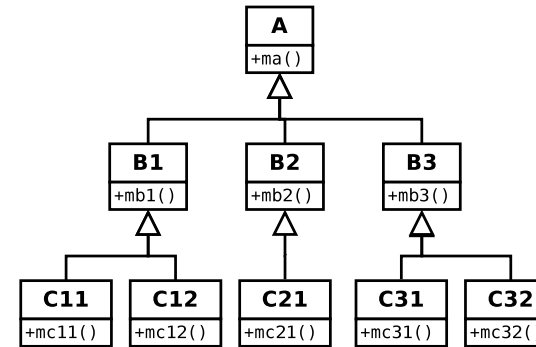 A
+ma()
B1
B2
B3
+mb1()
+mb2()
+mb3()
C11
C12
C21
C31
C32
+mc11()
+mc12()
+mc21()
+mc31()
+mc32(